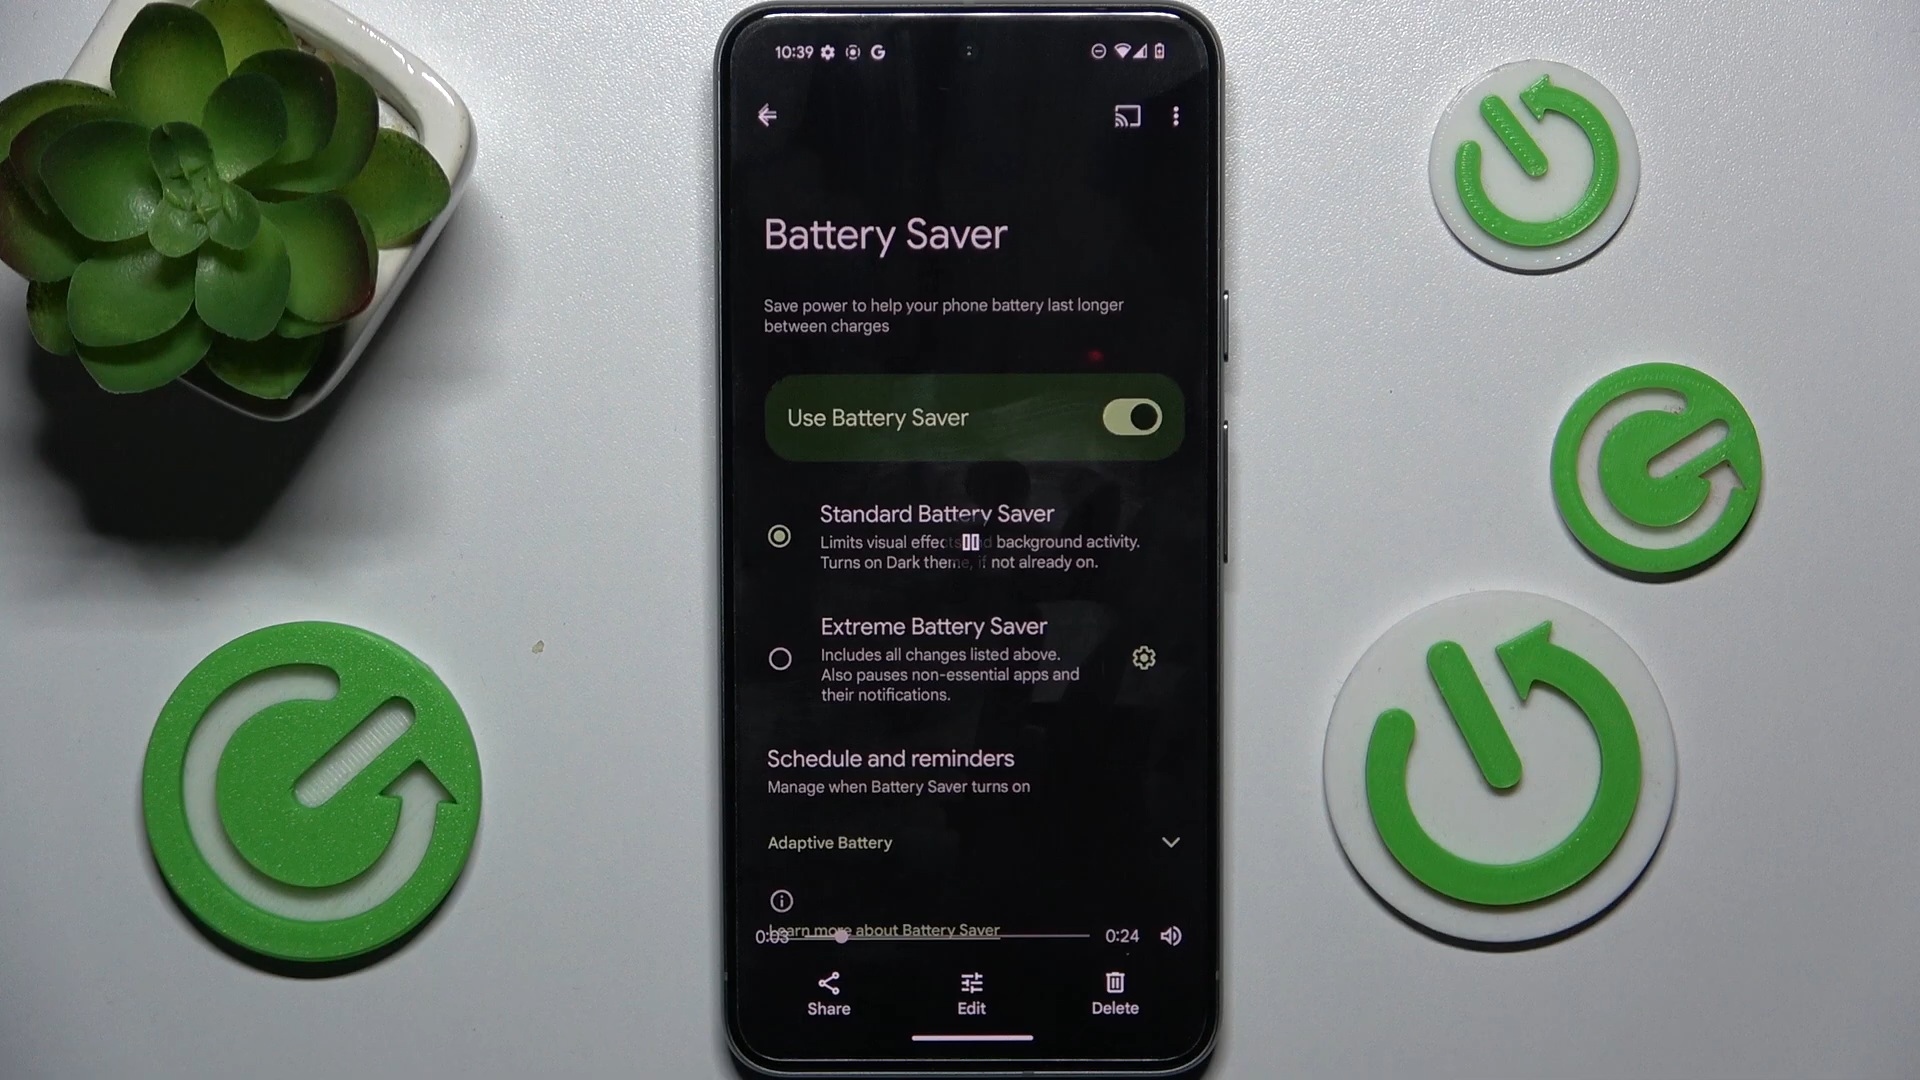 10:39
Battery Saver
Save power to help your phone battery last longer
between charges
Use Battery Saver
Standard Battery Saver
Limits visual effects background activity.
Turns on Dark theme, if not already on.
Extreme Battery Saver
Includes all changes listed above.
Also pauses non-essential apps and
their notifications.
Schedule and reminders
Manage when Battery Saver turns on
Adaptive Battery
Learn more about Battery Saver
0:03
0:24
Share
Edit
Delete